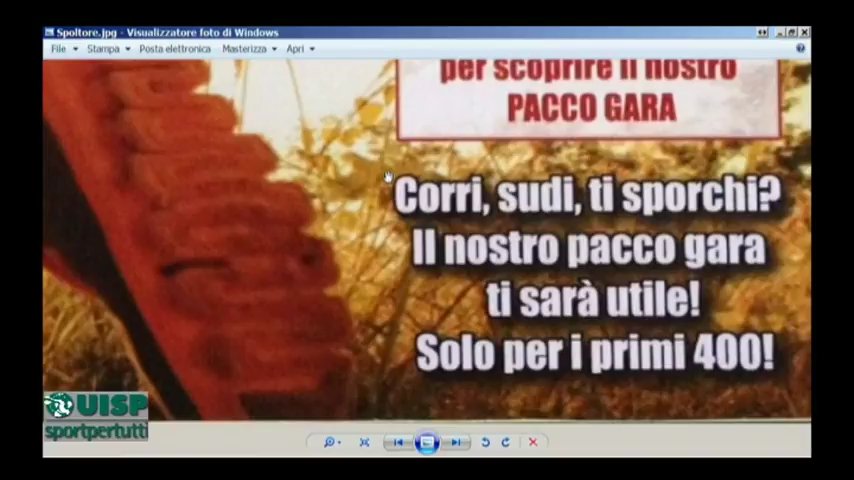 Spoltore.jpg - Visualizzatore foto di Windows
File Stampa Posta elettronica Masterizza Apri
per scoprire il nostro
PACCO GARA
Corri, sudi, ti sporchi?
Il nostro pacco gara
ti sarà utile!
Solo per i primi 400!
UISP
sportpertutti